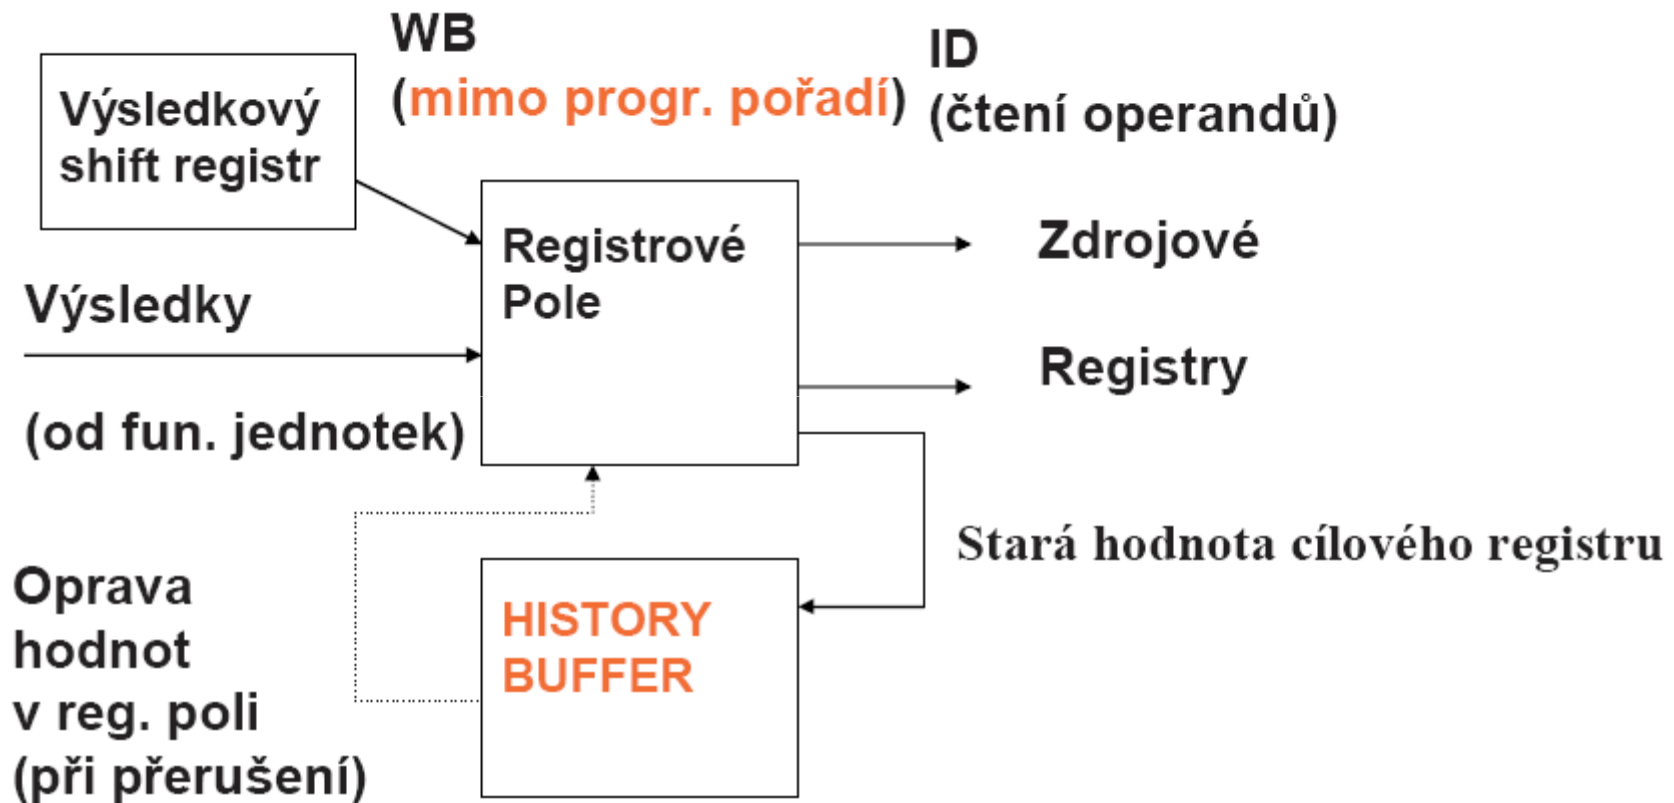 WB
(mimo progr. pořadí)
ID
(čtení operandů)
Výsledkový
shift registr
Registrové
Pole
Zdrojové
Výsledky
Registry
(od fun. jednotek)
Stará hodnota cílového registru
Oprava
hodnot
v reg. poli
(při přerušení)
HISTORY
BUFFER